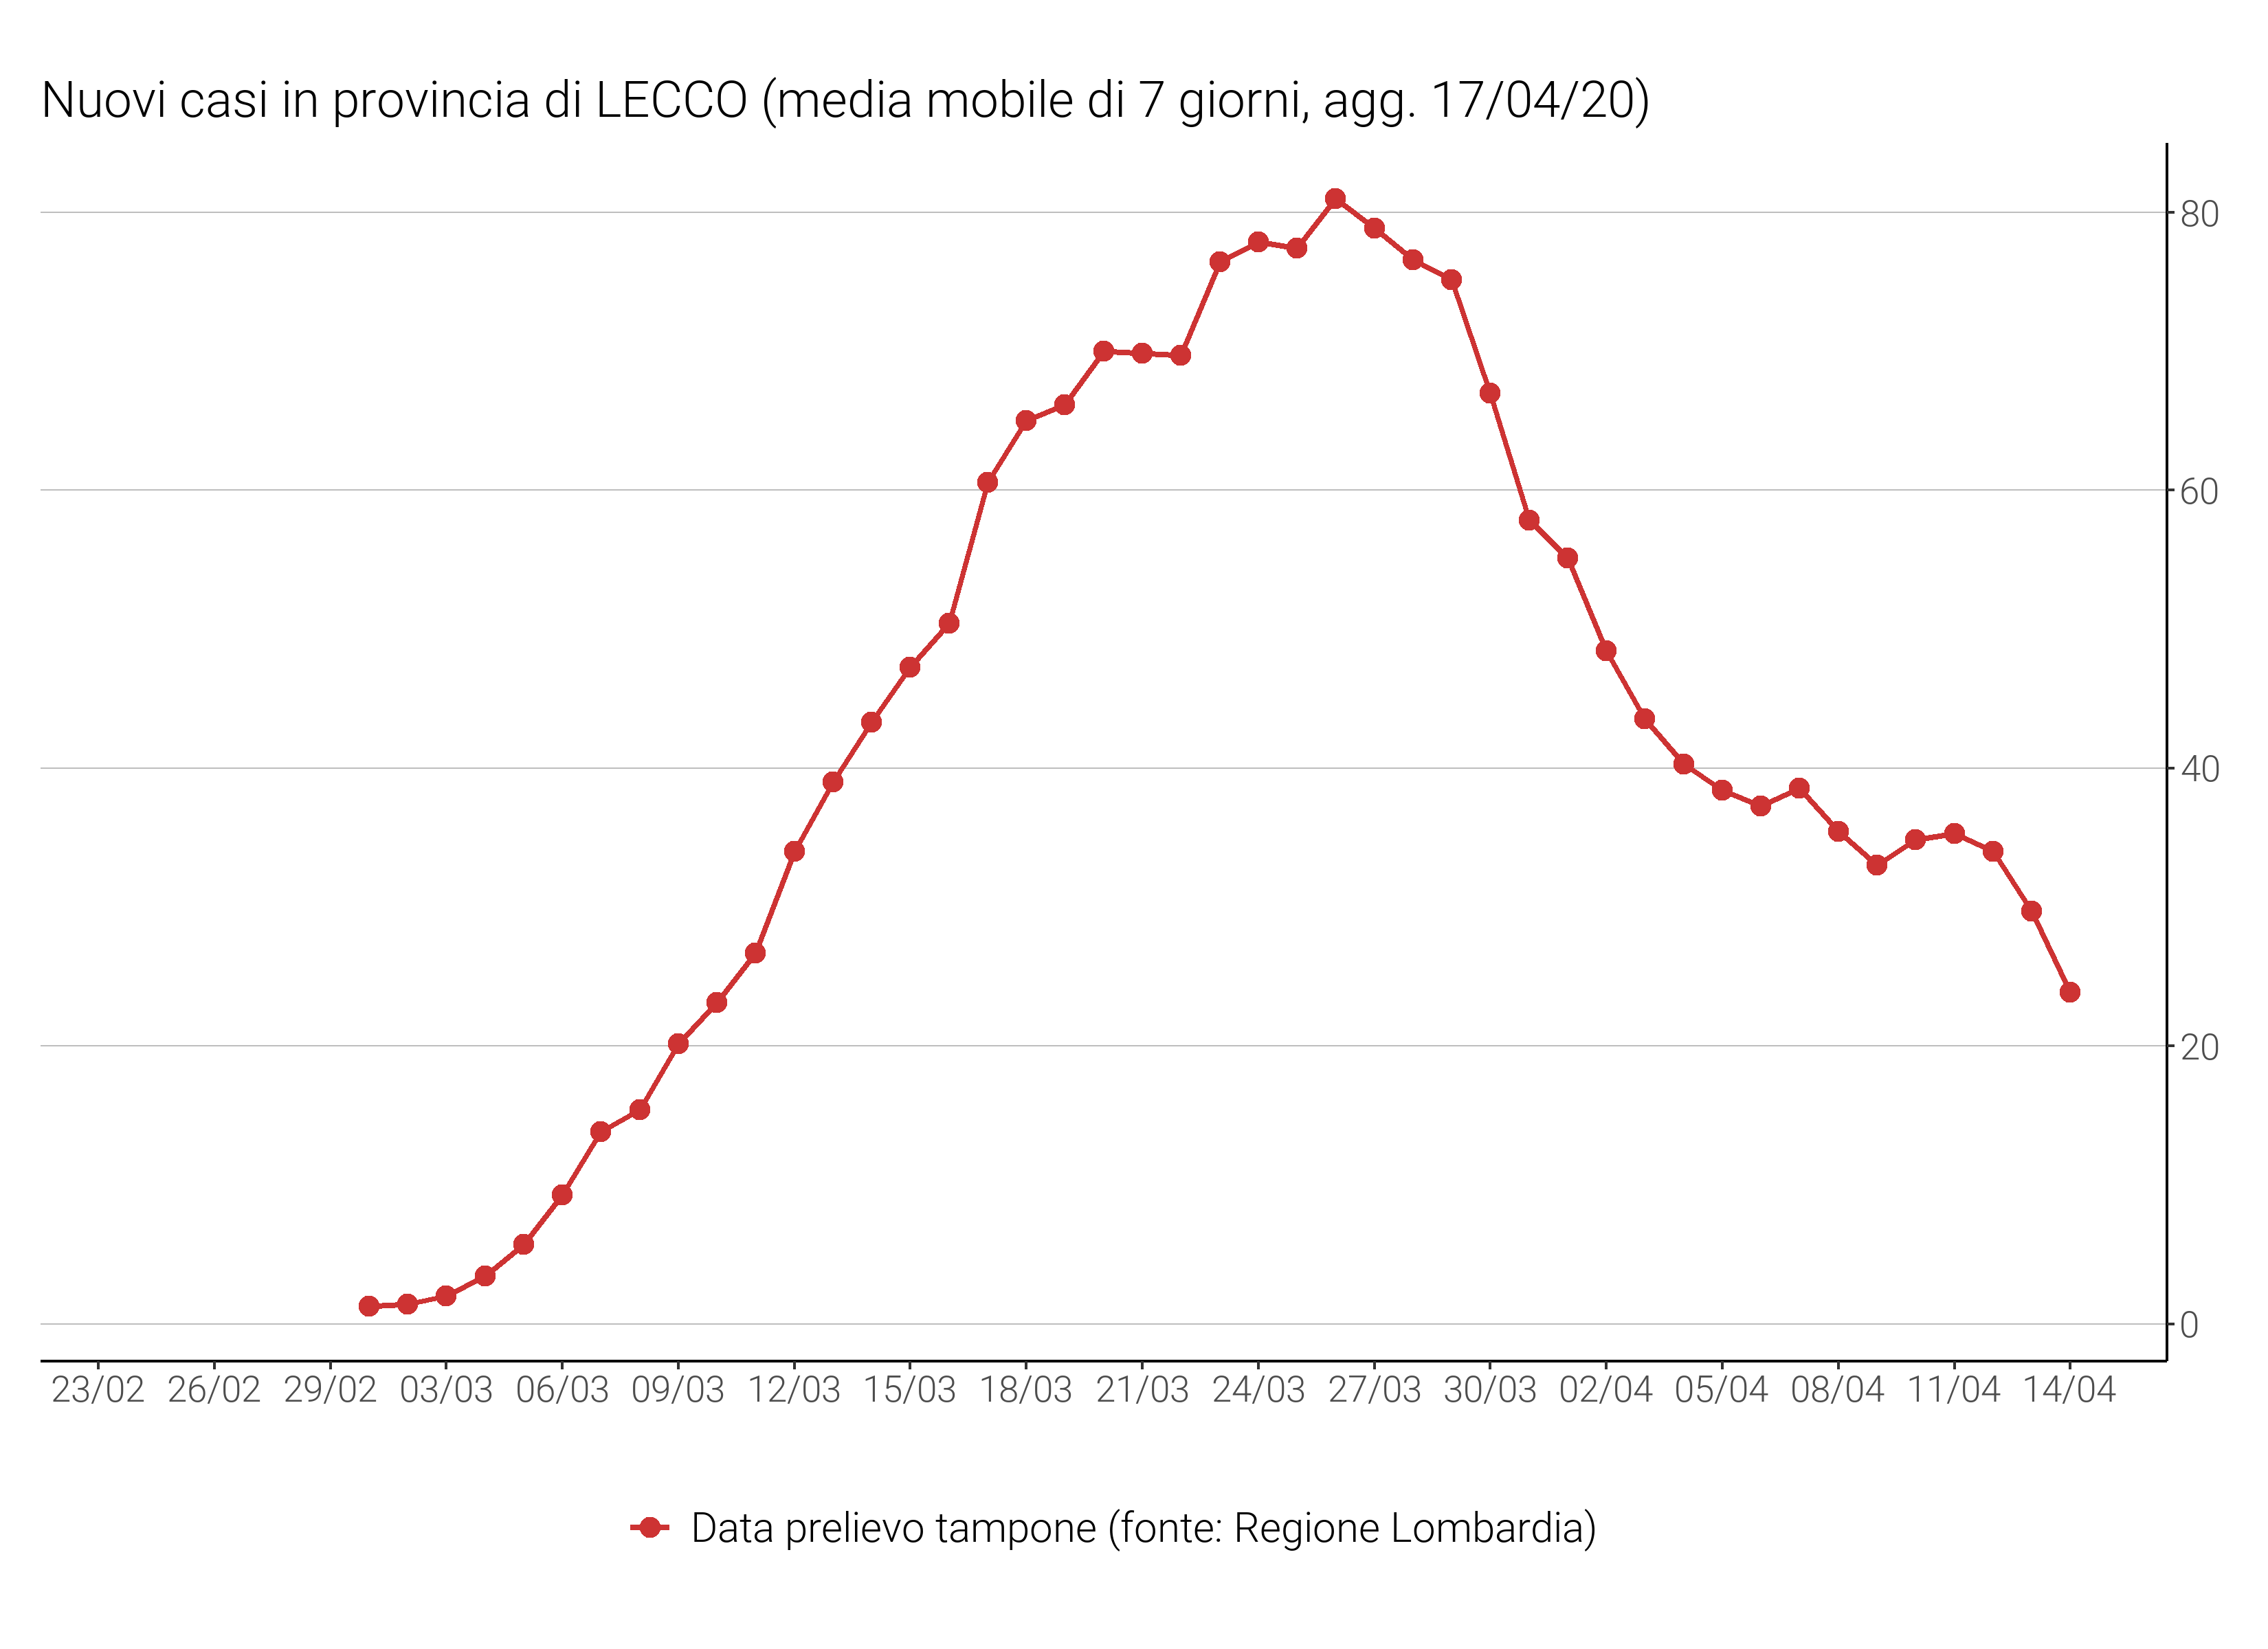 Nuovi casi in provincia di LECCO (media mobile di 7 giorni, agg. 17/04/20)
80
60
40
20
0
23/02 26/02 29/02 03/03 06/03 09/03 12/03 15/03 18/03 21/03 24/03 27/03 30/03 02/04 05/04 08/04 11/04 14/04
Data prelievo tampone (fonte: Regione Lombardia)